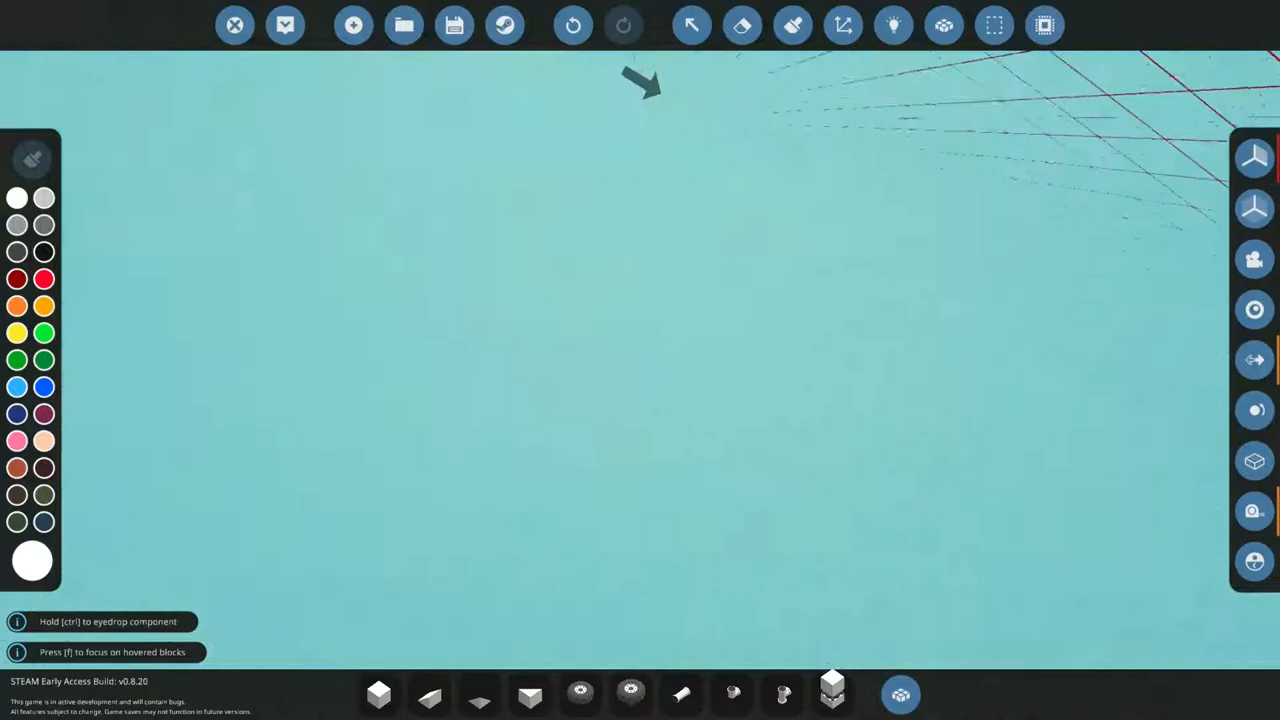 Hold [ctrl] to eyedrop component
Press [f] to focus on hovered blocks
STEAM Early Access Build: v0.8.20
This game is in active development and will contain bugs.
All features subject to change. Game saves may not function in future versions.